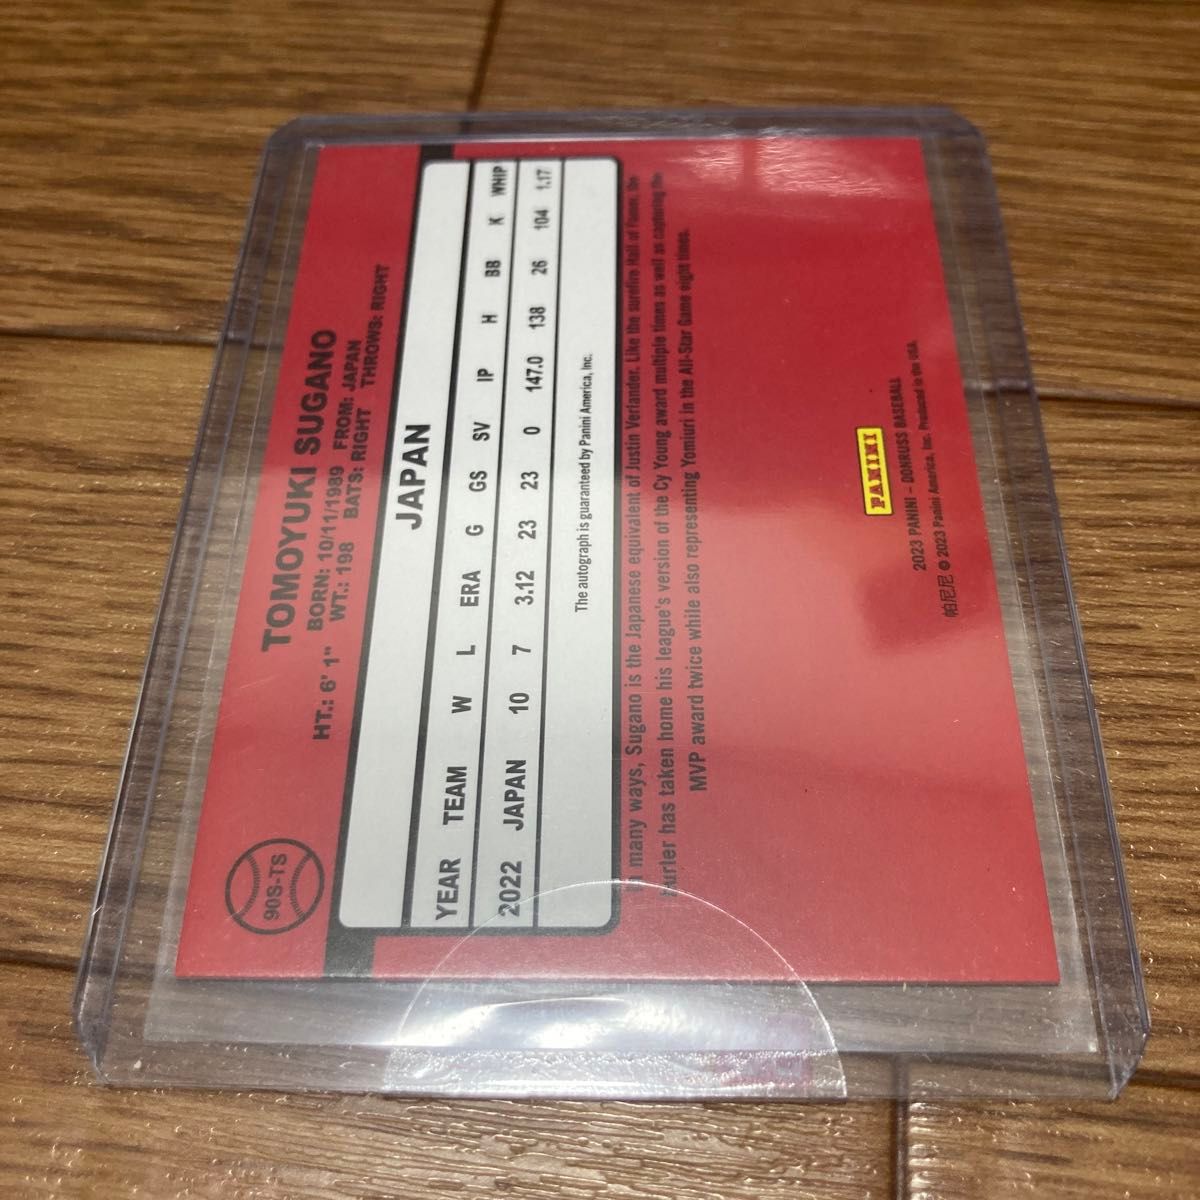 90S-TS
TOMOYUKI SUGANO
BORN: 10/11/1989 FROM: JAPAN
HT.: 6' 1" WT.: 198 BATS: RIGHT THROWS: RIGHT
JAPAN
YEAR TEAM W L ERA G GS SV IP H BB K WHIP
2022 JAPAN 10 7 3.12 23 23 0 147.0 138 26 104 1.17
The autograph is guaranteed by Panini America, Inc.
In many ways, Sugano is the Japanese equivalent of Justin Verlander. Like the surefire Hall of Famer, the
hurler has taken home his league's version of the Cy Young award multiple times as well as capturing the
MVP award twice while also representing Yomiuri in the All-Star Game eight times.
PANINI
2023 PANINI – DONRUSS BASEBALL
帕尼尼 © 2023 Panini America, Inc. Produced in the USA.